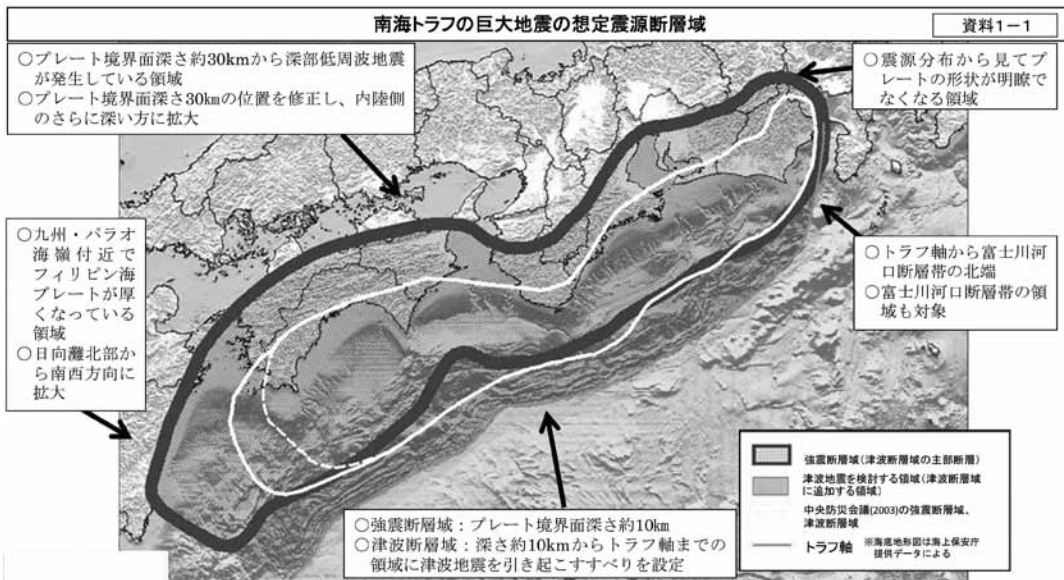 南海トラフの巨大地震の想定震源断層域
資料1-1
○プレート境界面深さ約30kmから深部低周波地震
が発生している領域
○プレート境界面深さ30kmの位置を修正し、内陸側
のさらに深い方に拡大
○震源分布から見てプ
レートの形状が明瞭で
なくなる領域
○九州・パラオ
海嶺付近で
フィリピン海
プレートが厚
くなっている
領域
○日向灘北部か
ら南西方向に
拡大
○トラフ軸から富士川河
口断層帯の北端
○富士川河口断層帯の領
域も対象
○強震断層域：プレート境界面深さ約10km
○津波断層域：深さ約10kmからトラフ軸までの
領域に津波地震を引き起こすすべりを設定
強震断層域(津波断層域の主部断層)
津波地震を検討する領域(津波断層域
に追加する領域)
中央防災会議(2003)の強震断層域、
津波断層域
トラフ軸 ※海底地形図は海上保安庁
提供データによる